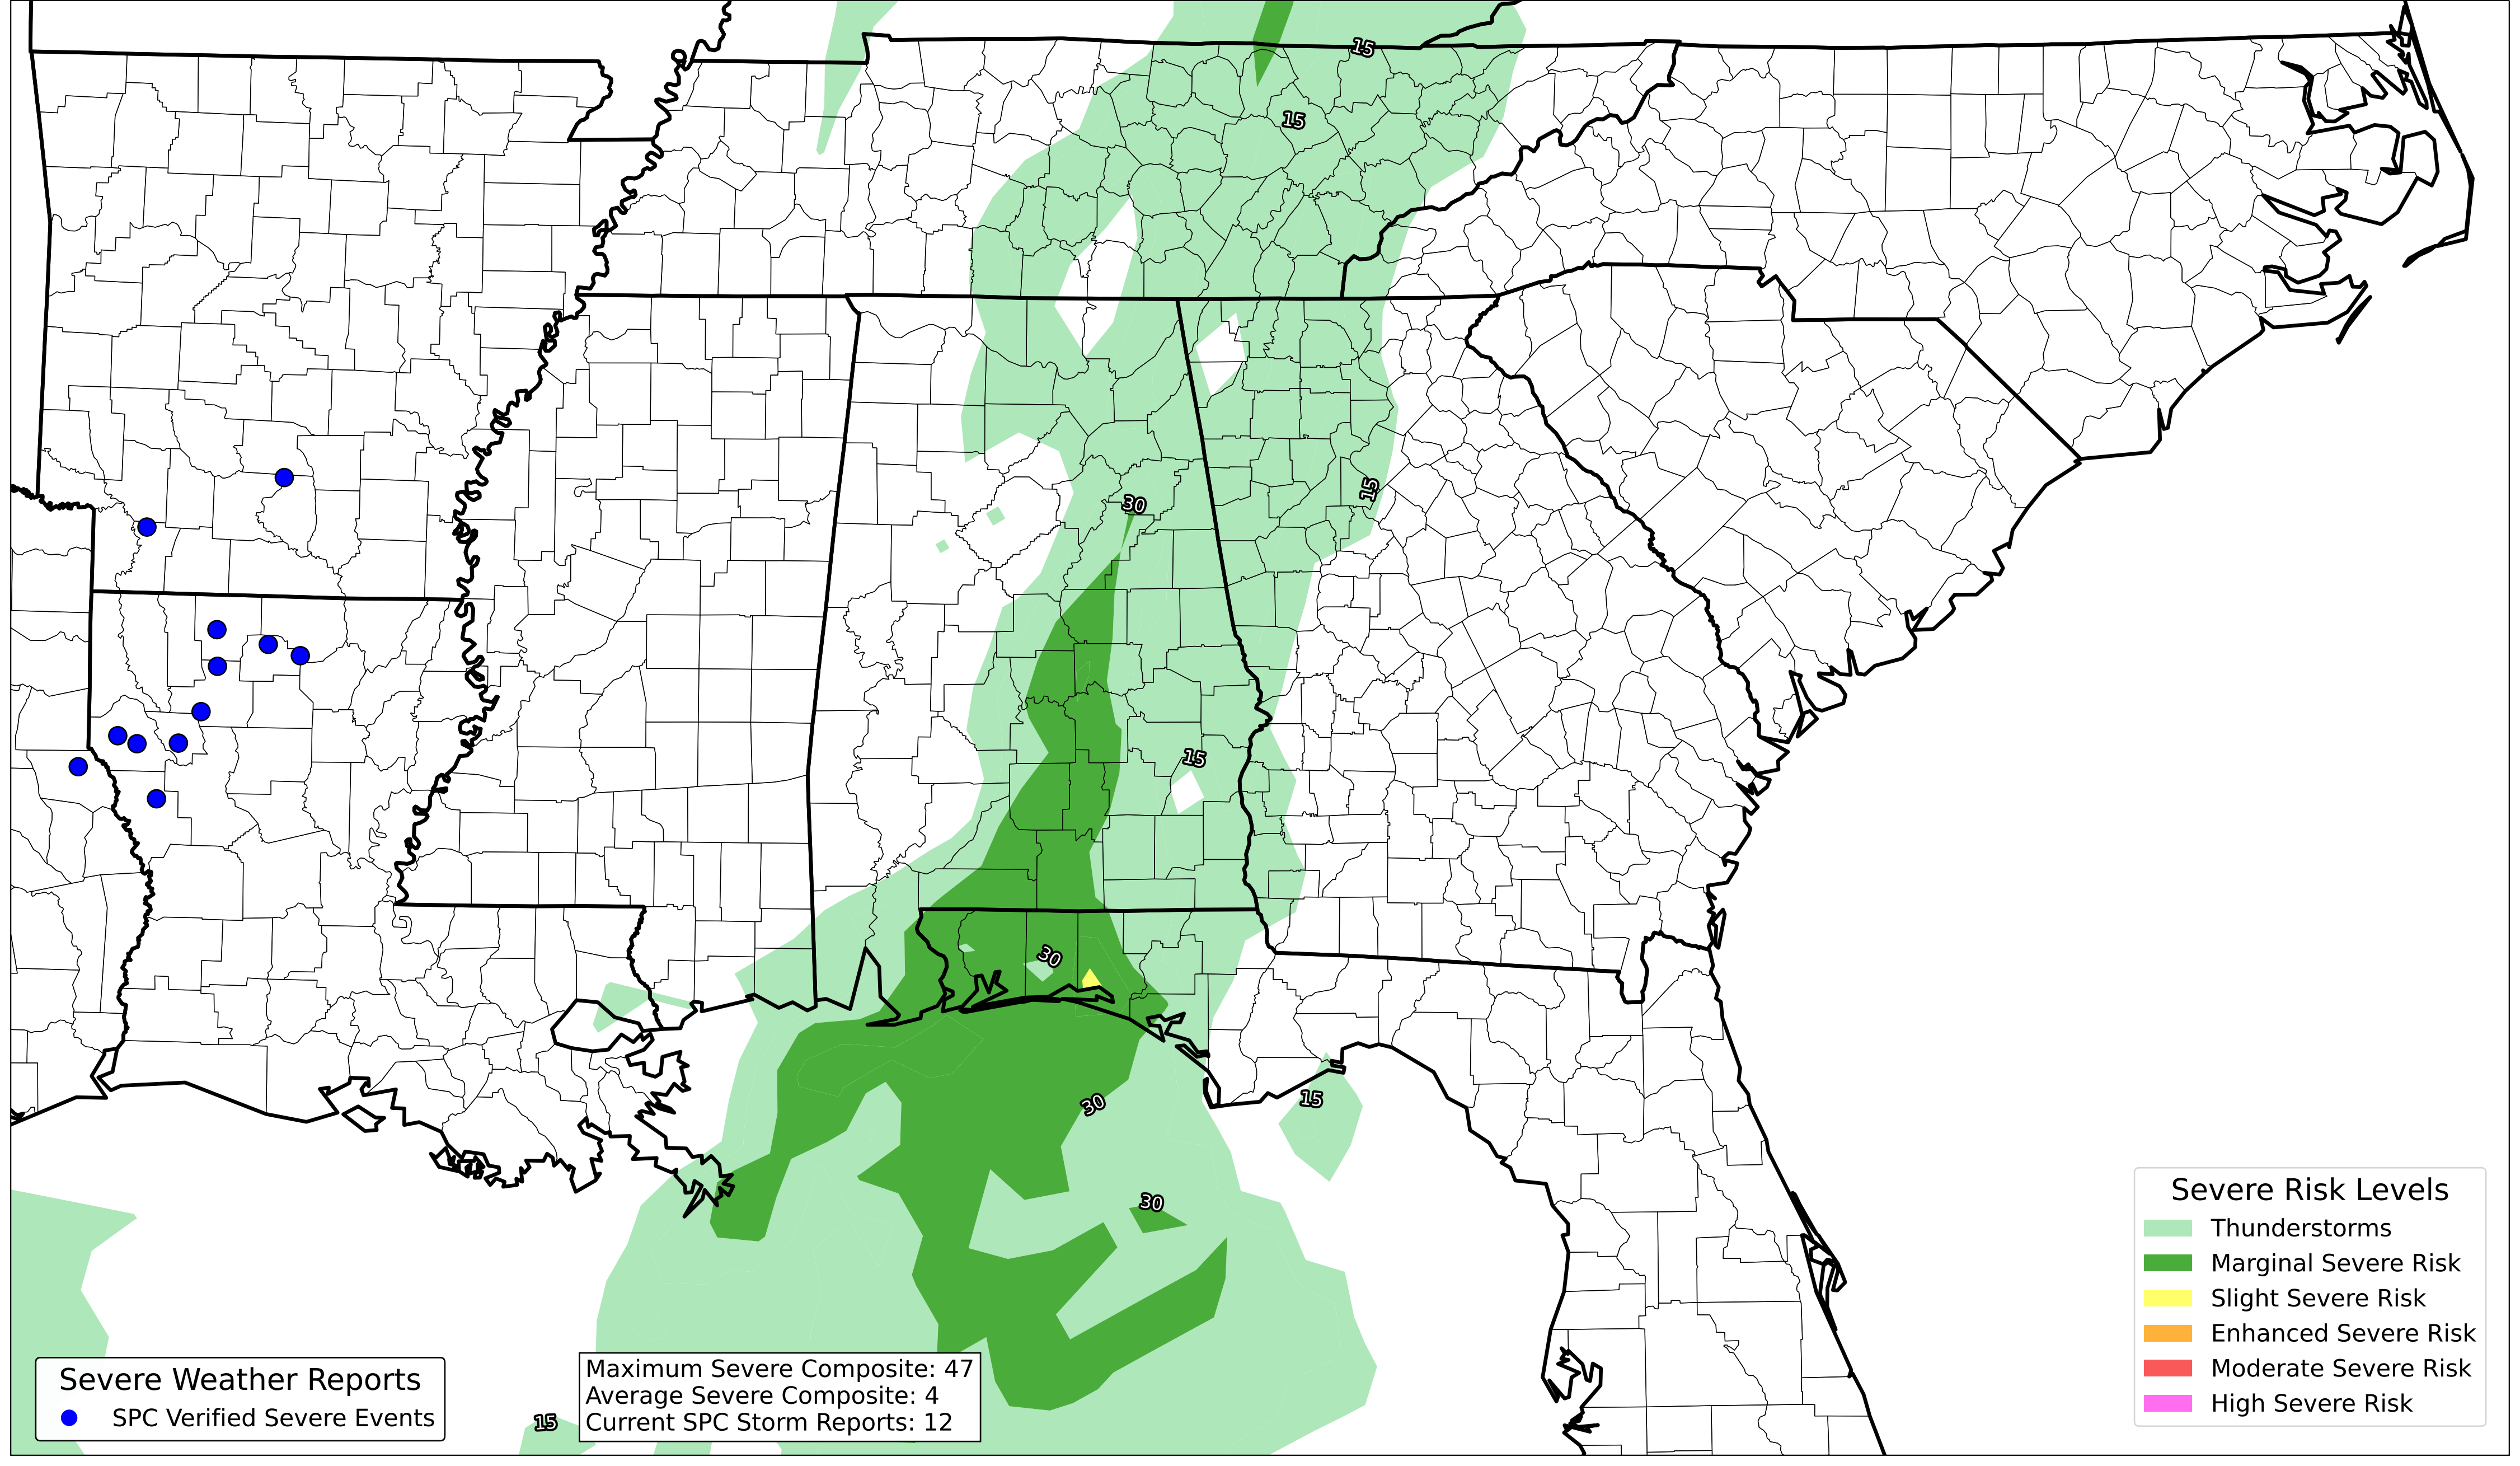 15
15
30
15
15
30
30
15
30
15
Severe Weather Reports
SPC Verified Severe Events
Maximum Severe Composite: 47
Average Severe Composite: 4
Current SPC Storm Reports: 12
Severe Risk Levels
Thunderstorms
Marginal Severe Risk
Slight Severe Risk
Enhanced Severe Risk
Moderate Severe Risk
High Severe Risk